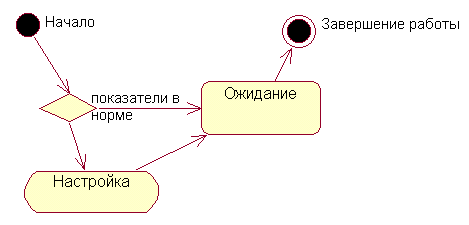 Начало
Завершение работы
показатели в
норме
Ожидание
Настройка